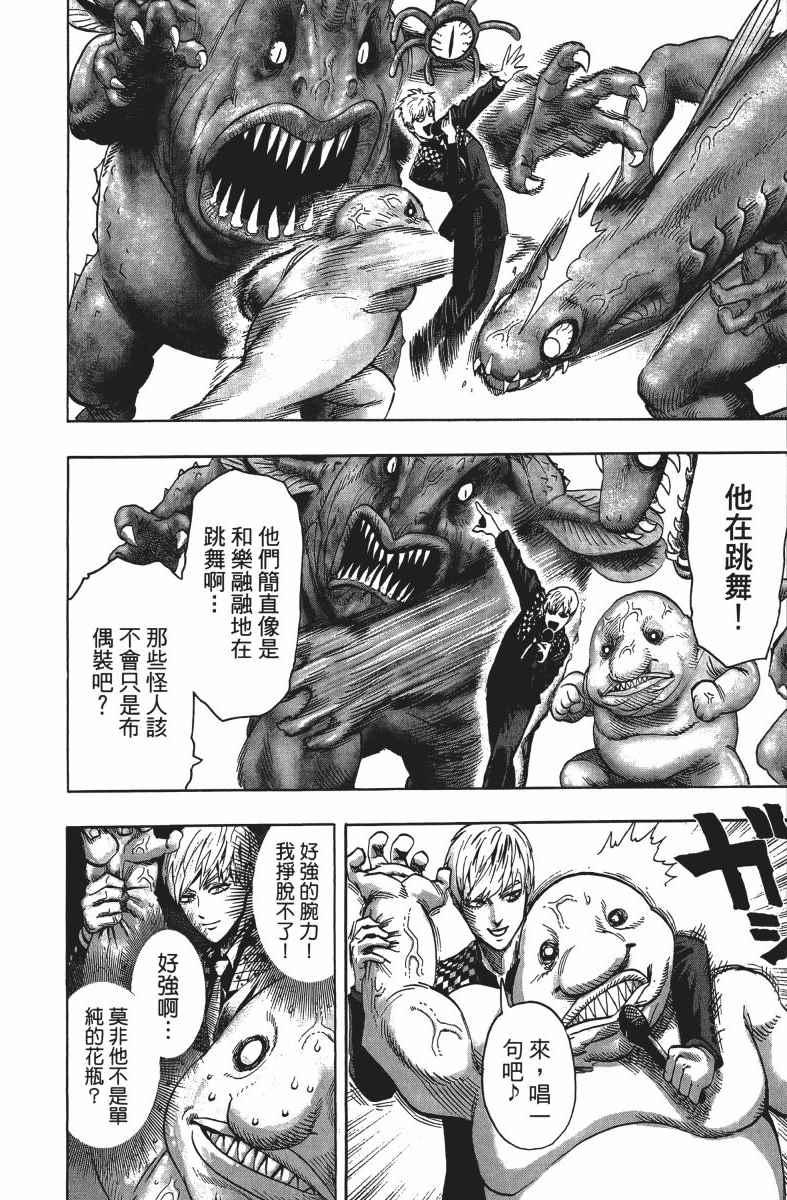 他在跳舞！
他們簡直像是
和樂融融地在
跳舞啊…
那些怪人該
不會只是布
偶裝吧？
ガシ
來，唱一
句吧♪
好強的腕力！
我掙脫不了！
好強啊…
莫非他不是單
純的花瓶？